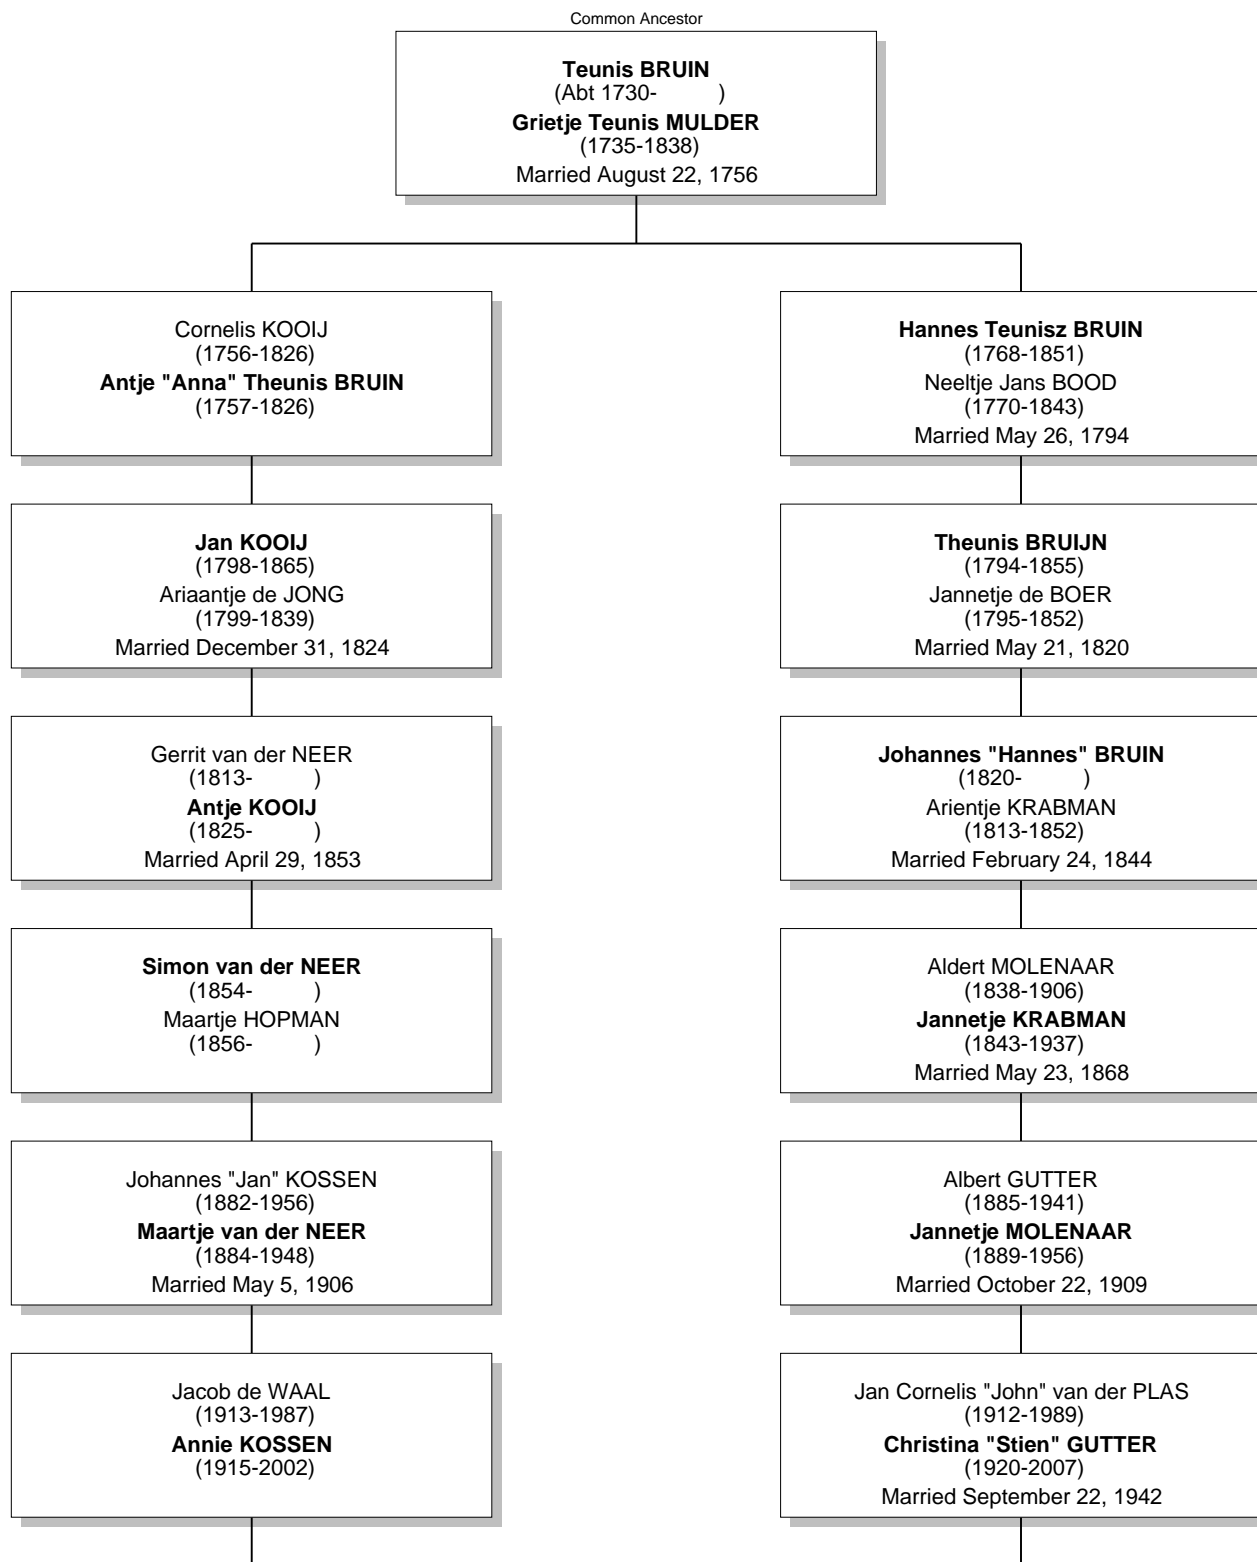 Common Ancestor
Teunis BRUIN
(Abt 1730- )
Grietje Teunis MULDER
(1735-1838)
Married August 22, 1756
Cornelis KOOIJ
(1756-1826)
Antje "Anna" Theunis BRUIN
(1757-1826)
Hannes Teunisz BRUIN
(1768-1851)
Neeltje Jans BOOD
(1770-1843)
Married May 26, 1794
Jan KOOIJ
(1798-1865)
Ariaantje de JONG
(1799-1839)
Married December 31, 1824
Theunis BRUIJN
(1794-1855)
Jannetje de BOER
(1795-1852)
Married May 21, 1820
Gerrit van der NEER
(1813- )
Antje KOOIJ
(1825- )
Married April 29, 1853
Johannes "Hannes" BRUIN
(1820- )
Arientje KRABMAN
(1813-1852)
Married February 24, 1844
Simon van der NEER
(1854- )
Maartje HOPMAN
(1856- )
Aldert MOLENAAR
(1838-1906)
Jannetje KRABMAN
(1843-1937)
Married May 23, 1868
Johannes "Jan" KOSSEN
(1882-1956)
Maartje van der NEER
(1884-1948)
Married May 5, 1906
Albert GUTTER
(1885-1941)
Jannetje MOLENAAR
(1889-1956)
Married October 22, 1909
Jacob de WAAL
(1913-1987)
Annie KOSSEN
(1915-2002)
Jan Cornelis "John" van der PLAS
(1912-1989)
Christina "Stien" GUTTER
(1920-2007)
Married September 22, 1942